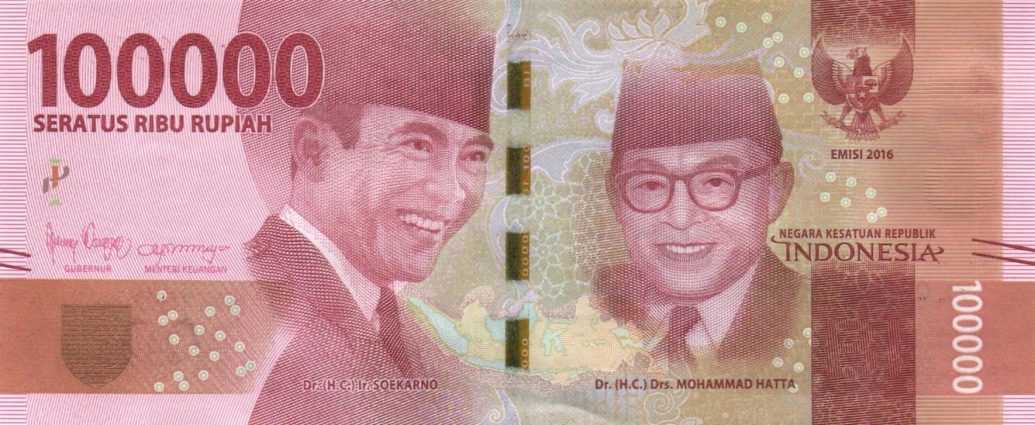 100000
SERATUS RIBU RUPIAH
EMISI 2016
NEGARA KESATUAN REPUBLIK
INDONESIA
GUBERNUR
MENTERI KEUANGAN
100000
Dr. (H.C.) Ir. SOEKARNO
Dr. (H.C.) Drs. MOHAMMAD HATTA